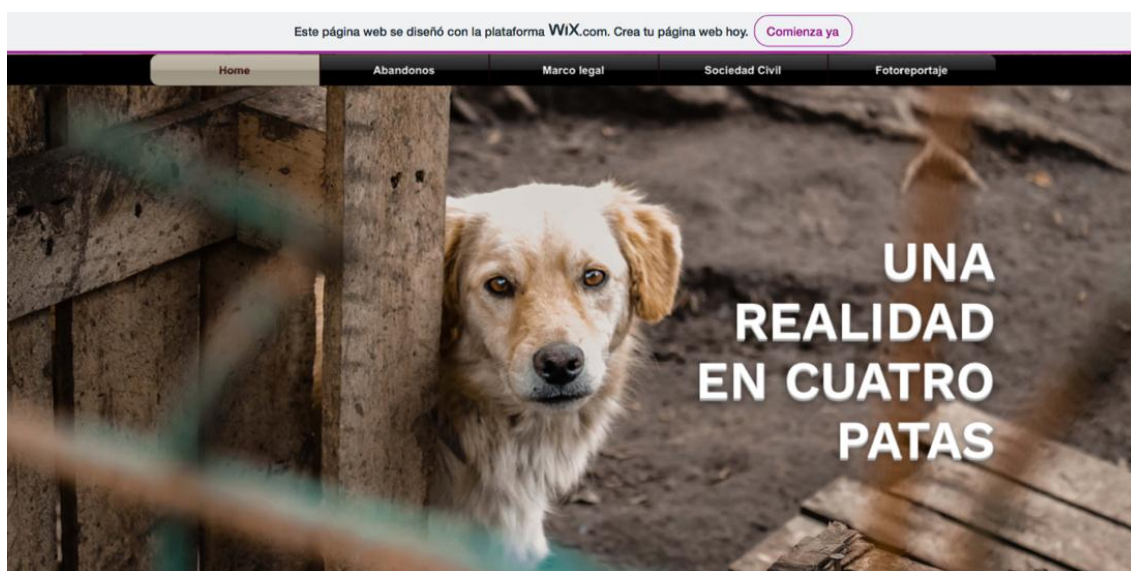 Este página web se diseñó con la plataforma WiX.com. Crea tu página web hoy. Comienza ya
Home Abandonos Marco legal Sociedad Civil Fotoreportaje
UNA
REALIDAD
EN CUATRO
PATAS